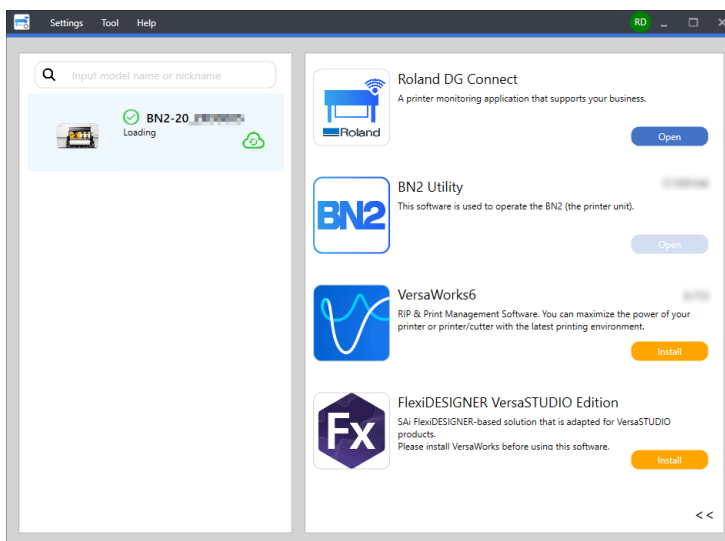 Settings Tool Help
RD
Input model name or nickname
BN2-20
Loading
Roland DG Connect
A printer monitoring application that supports your business.
Roland
Open
BN2 Utility
This software is used to operate the BN2 (the printer unit).
BN2
Open
VersaWorks6
RIP & Print Management Software. You can maximize the power of your
printer or printer/cutter with the latest printing environment.
Install
FlexiDESIGNER VersaSTUDIO Edition
SAi FlexiDESIGNER-based solution that is adapted for VersaSTUDIO
products.
Please install VersaWorks before using this software.
Fx
Install
<<